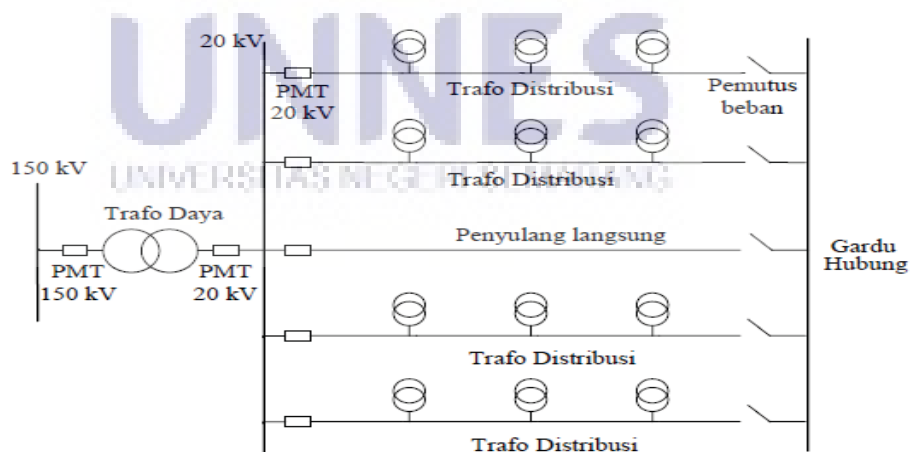 UNNES
UNIVERSITAS NEGERI SEMARANG
20 kV
PMT
20 kV
Trafo Distribusi
Pemutus
beban
Trafo Distribusi
150 kV
Trafo Daya
PMT
150 kV
PMT
20 kV
Penyulang langsung
Gardu
Hubung
Trafo Distribusi
Trafo Distribusi